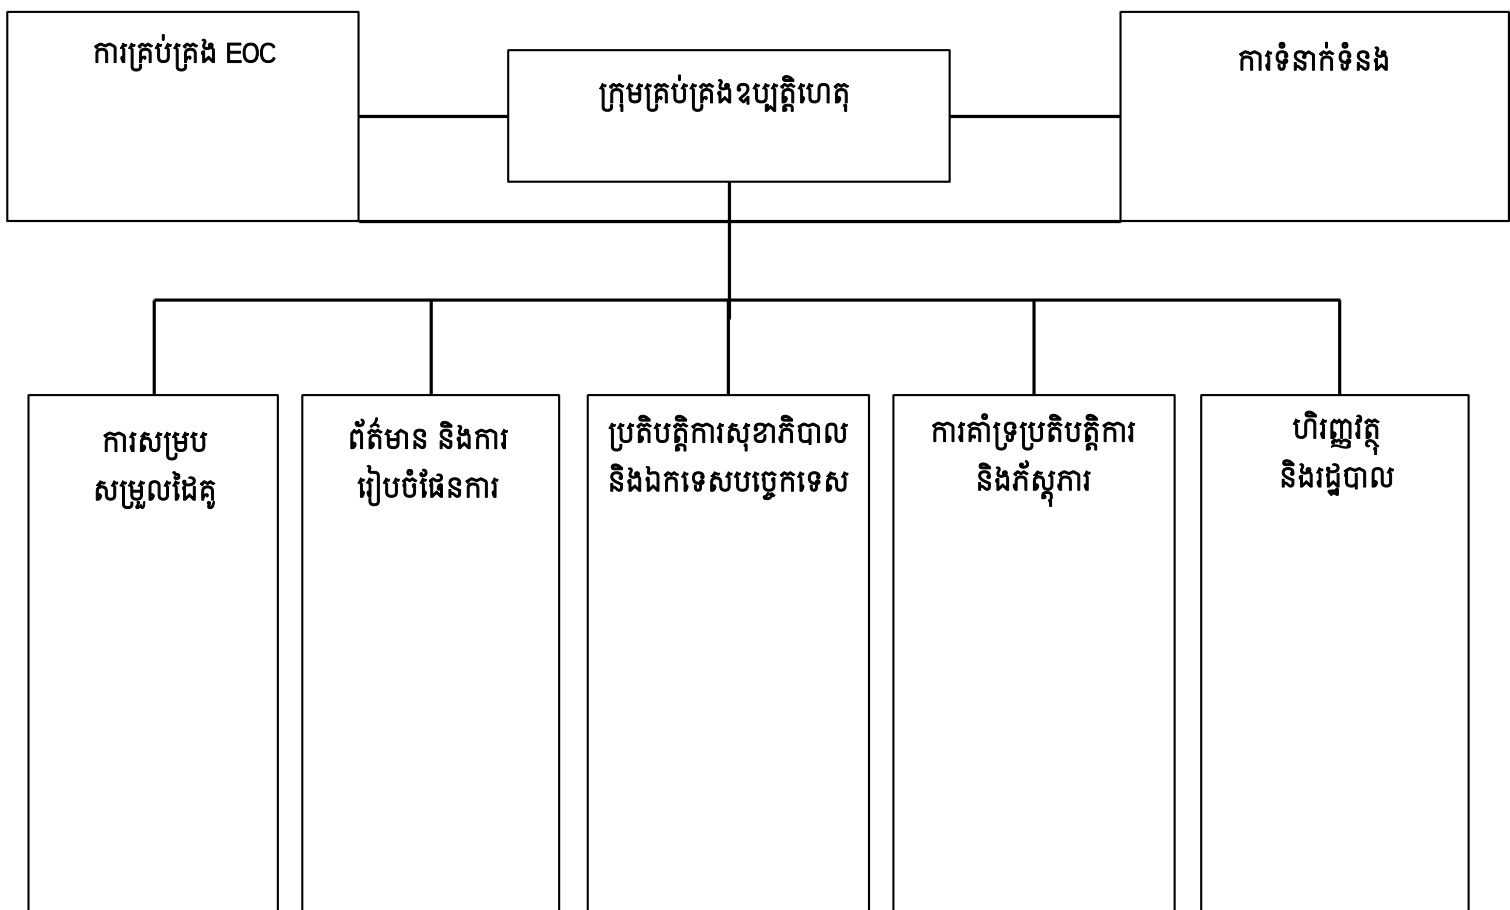 ការគ្រប់គ្រង EOC
ក្រុមគ្រប់គ្រងឧប្បត្តិហេតុ
ការទំនាក់ទំនង
ការសម្រប
សម្រួលដៃគូ
ព័ត៌មាន និងការ
រៀបចំផែនការ
ប្រតិបត្តិការសុខាភិបាល
និងឯកទេសបច្ចេកទេស
ការគាំទ្រប្រតិបត្តិការ
និងភ័ស្តុភារ
ហិរញ្ញវត្ថុ
និងរដ្ឋបាល